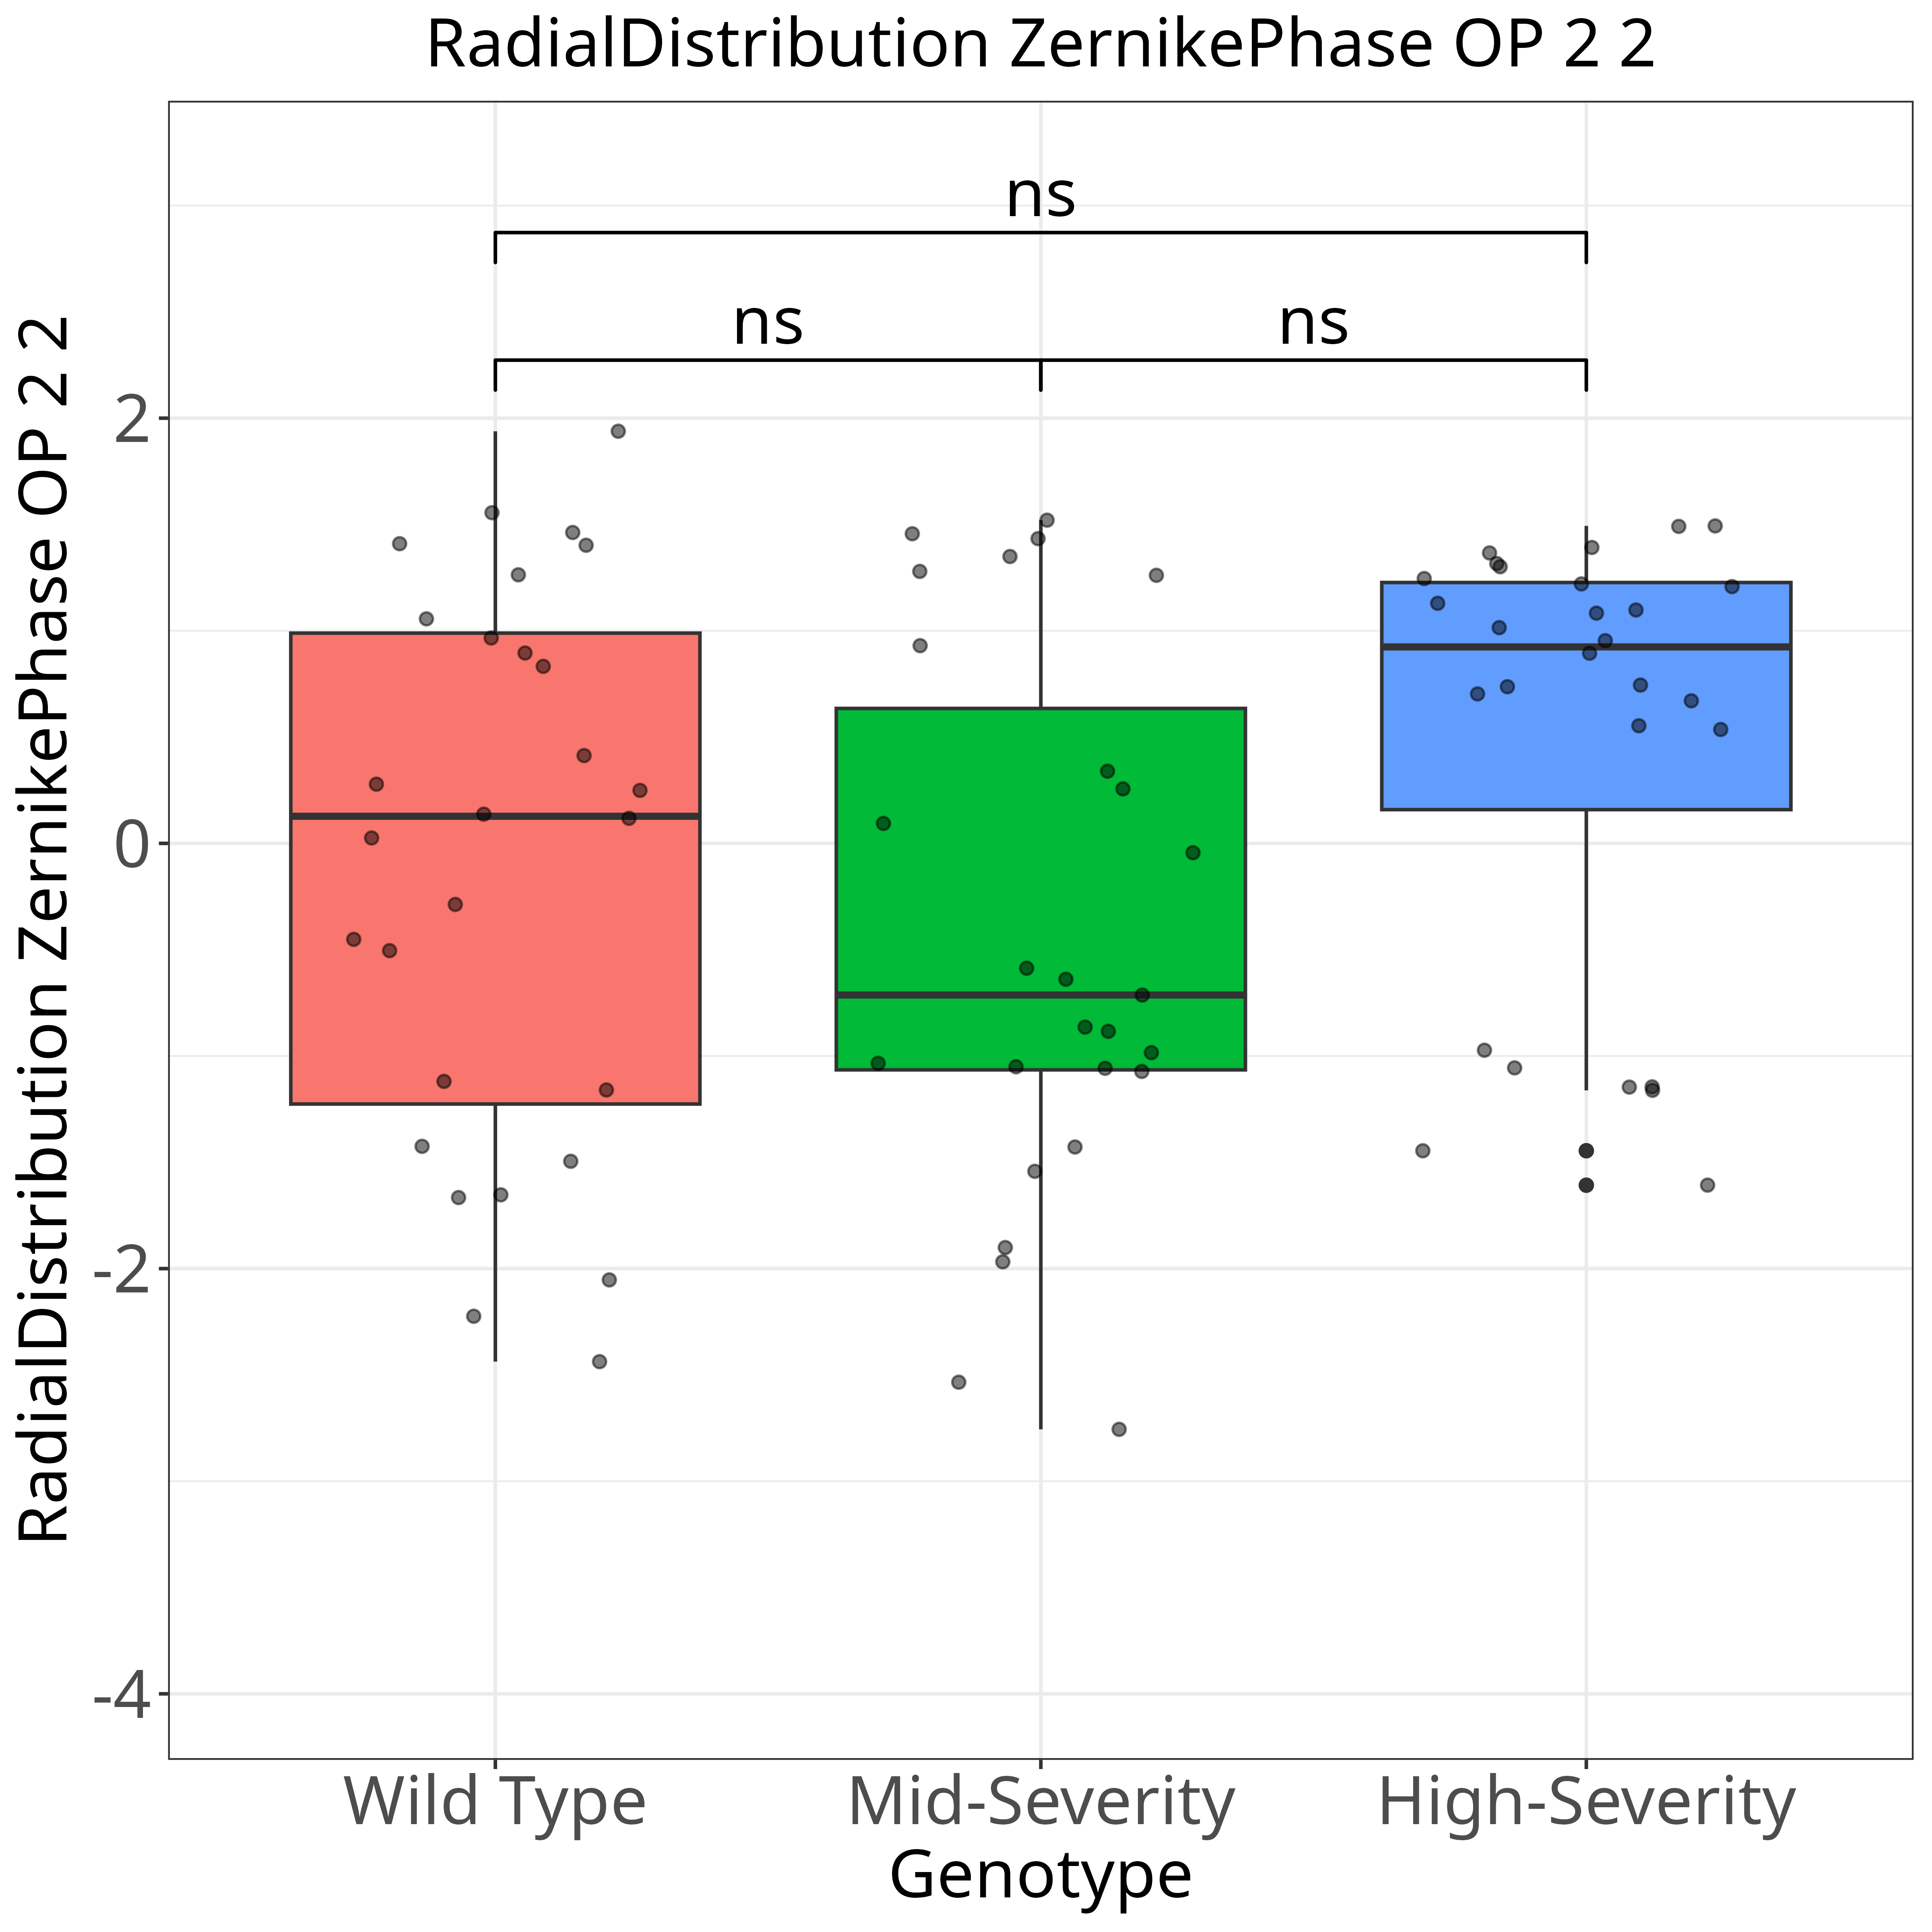 RadialDistribution ZernikePhase OP 2 2
ns
ns ns
RadialDistribution ZernikePhase OP 2 2
2
0
-2
-4
Wild Type Mid-Severity High-Severity
Genotype